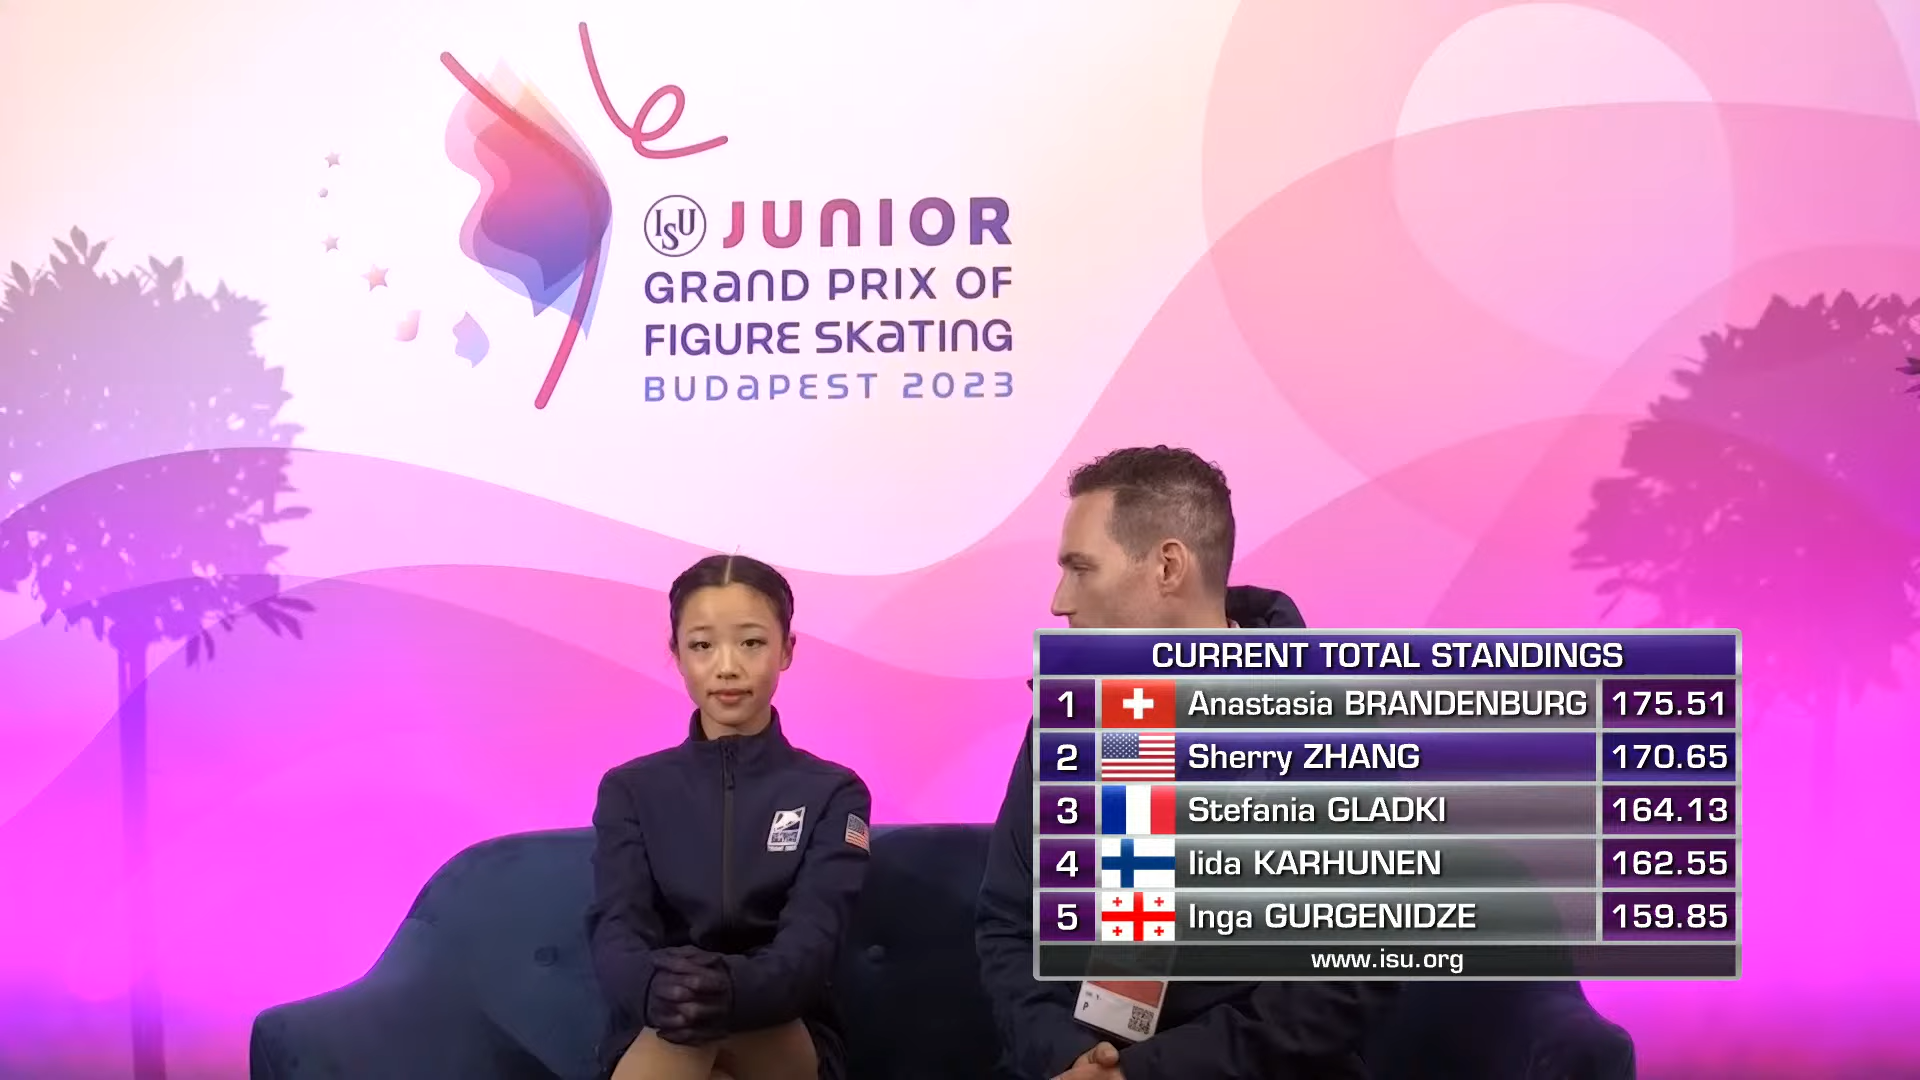 ISU JUNIOR
GRAND PRIX OF
FIGURE SKATING
BUDAPEST 2023
CURRENT TOTAL STANDINGS
1 Anastasia BRANDENBURG 175.51
2 Sherry ZHANG 170.65
3 Stefania GLADKI 164.13
4 Iida KARHUNEN 162.55
5 Inga GURGENIDZE 159.85
www.isu.org